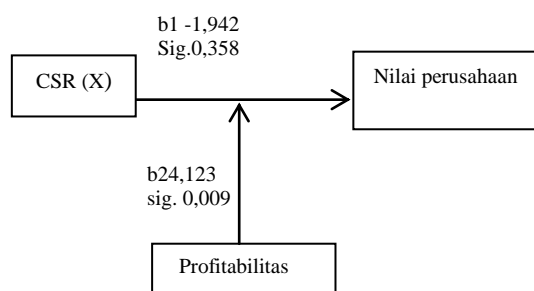 b1 -1,942
Sig.0,358
CSR (X)
Nilai perusahaan
b24,123
sig. 0,009
Profitabilitas